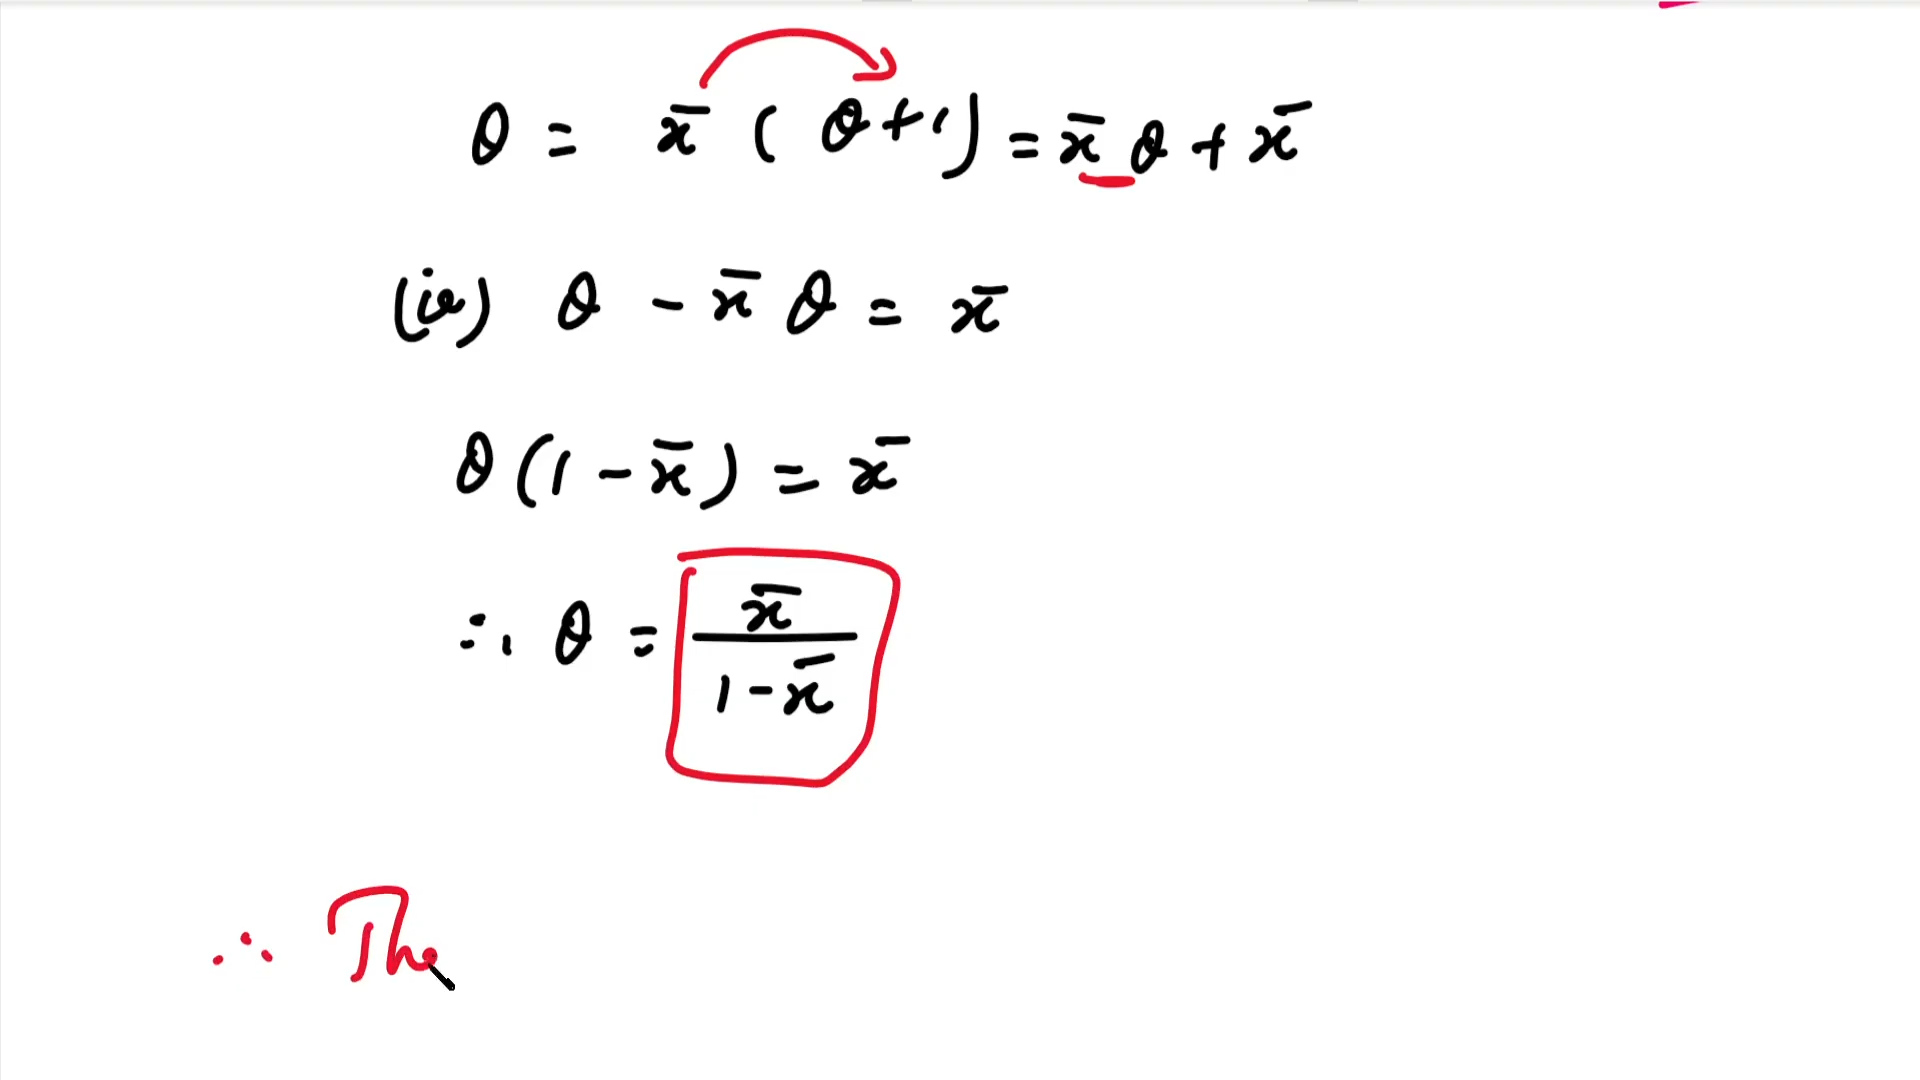 θ = x̄ ( θ + 1 ) = x̄ θ + x̄
(ie) θ - x̄ θ = x̄
θ ( 1 - x̄ ) = x̄
∴ θ = x̄ / 1 - x̄
∴ The